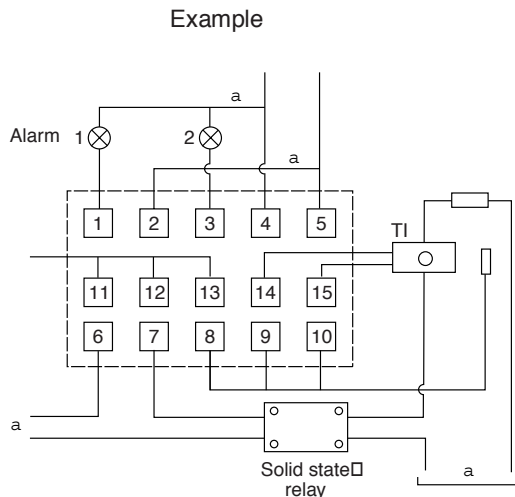 Example
a
Alarm 1 2
a
1 2 3 4 5
TI
11 12 13 14 15
6 7 8 9 10
a
Solid state□
relay
a